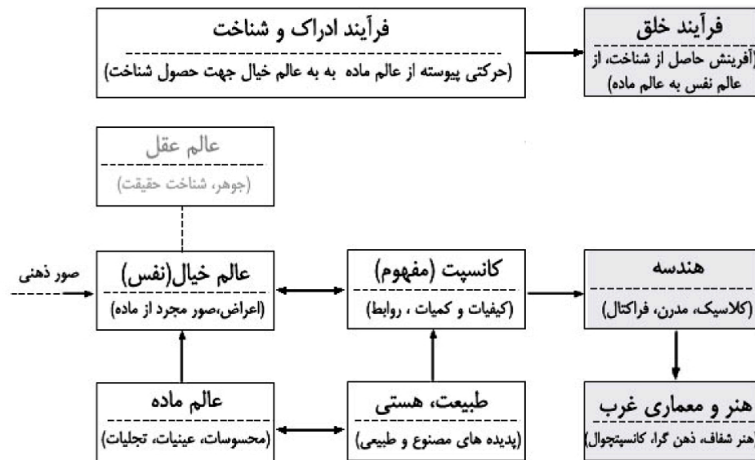 فرآیند خلق
(آفرینش حاصل از شناخت، از
عالم نفس به عالم ماده)
فرآیند ادراک و شناخت
(حرکتی پیوسته از عالم ماده به به عالم خیال جهت حصول شناخت)
عالم عقل
(جوهر، شناخت حقیقت)
هندسه
(کلاسیک، مدرن، فراکتال)
کانسپت (مفهوم)
(کیفیات و کمیات ، روابط)
عالم خیال(نفس)
(اعراض،صور مجرد از ماده)
صور ذهنی
هنر و معماری غرب
(هنر شفاف، ذهن گرا، کانسپتچوال)
طبیعت، هستی
(پدیده های مصنوع و طبیعی)
عالم ماده
(محسوسات، عینیات، تجلیات)